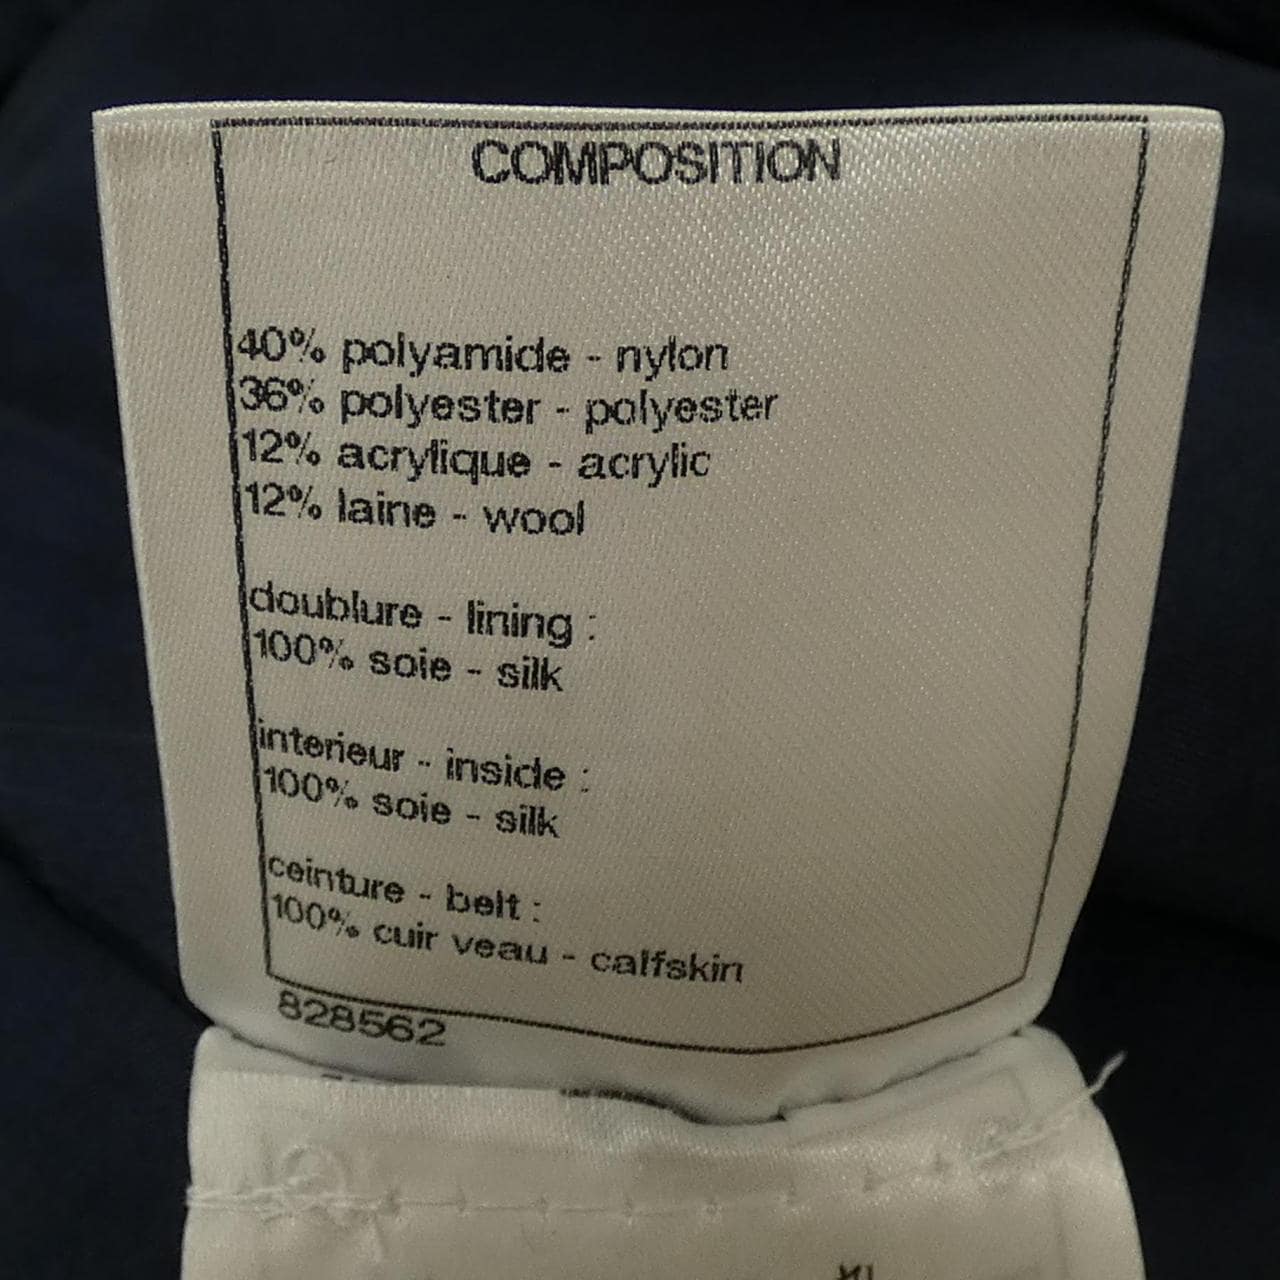 COMPOSITION
40% polyamide - nylon
36% polyester - polyester
12% acrylique - acrylic
12% laine - wool
doublure - lining :
100% soie - silk
interieur - inside :
100% soie - silk
ceinture - belt :
100% cuir veau - calfskin
828562